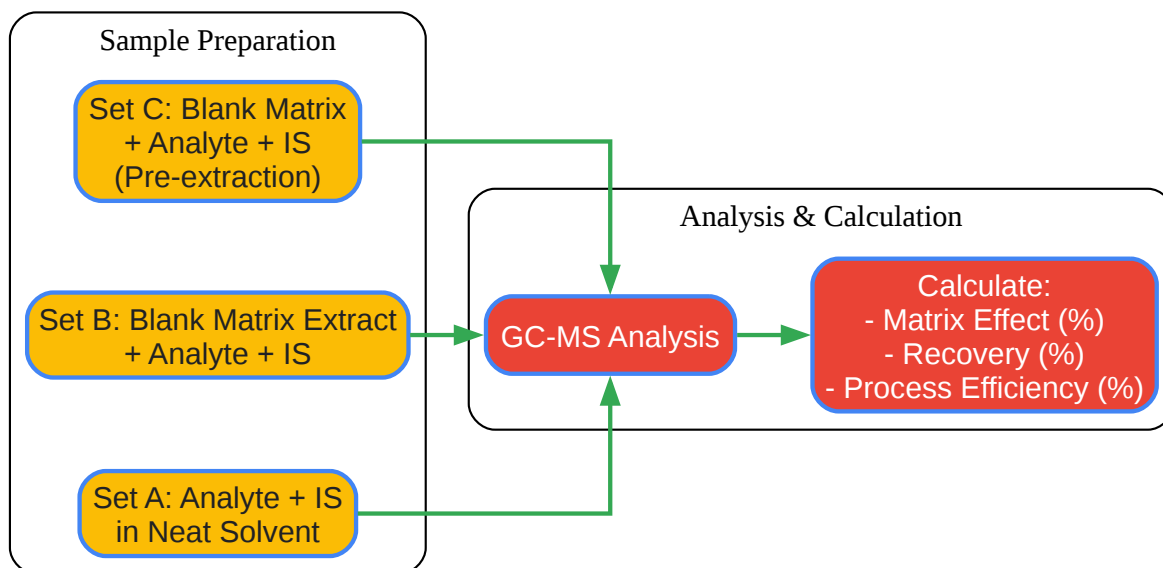 Sample Preparation
Set C: Blank Matrix
+ Analyte + IS
(Pre-extraction)
Set B: Blank Matrix Extract
+ Analyte + IS
Set A: Analyte + IS
in Neat Solvent
Analysis & Calculation
GC-MS Analysis
Calculate:
- Matrix Effect (%)
- Recovery (%)
- Process Efficiency (%)